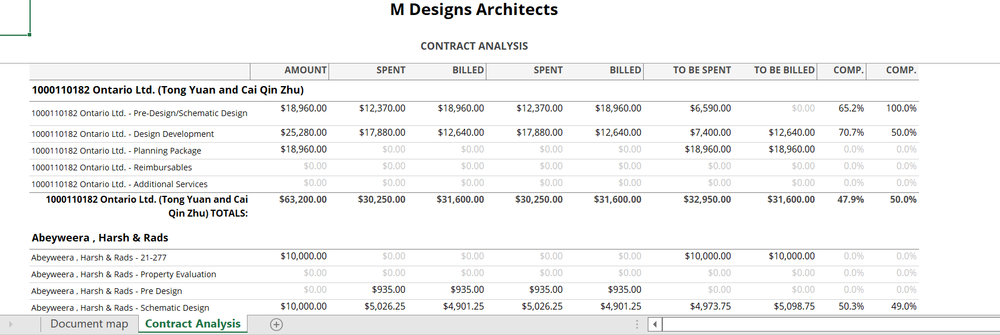 M Designs Architects
CONTRACT ANALYSIS
AMOUNT SPENT BILLED SPENT BILLED TO BE SPENT TO BE BILLED COMP. COMP.
1000110182 Ontario Ltd. (Tong Yuan and Cai Qin Zhu)
1000110182 Ontario Ltd. - Pre-Design/Schematic Design $18,960.00 $12,370.00 $18,960.00 $12,370.00 $18,960.00 $6,590.00 $0.00 65.2% 100.0%
1000110182 Ontario Ltd. - Design Development $25,280.00 $17,880.00 $12,640.00 $17,880.00 $12,640.00 $7,400.00 $12,640.00 70.7% 50.0%
1000110182 Ontario Ltd. - Planning Package $18,960.00 $0.00 $0.00 $0.00 $0.00 $18,960.00 $18,960.00 0.0% 0.0%
1000110182 Ontario Ltd. - Reimbursables $0.00 $0.00 $0.00 $0.00 $0.00 $0.00 $0.00 0.0% 0.0%
1000110182 Ontario Ltd. - Additional Services $0.00 $0.00 $0.00 $0.00 $0.00 $0.00 $0.00 0.0% 0.0%
1000110182 Ontario Ltd. (Tong Yuan and Cai $63,200.00 $30,250.00 $31,600.00 $30,250.00 $31,600.00 $32,950.00 $31,600.00 47.9% 50.0%
Qin Zhu) TOTALS:
Abeyweera , Harsh & Rads
Abeyweera , Harsh & Rads - 21-277 $10,000.00 $0.00 $0.00 $0.00 $0.00 $10,000.00 $10,000.00 0.0% 0.0%
Abeyweera , Harsh & Rads - Property Evaluation $0.00 $0.00 $0.00 $0.00 $0.00 $0.00 $0.00 0.0% 0.0%
Abeyweera , Harsh & Rads - Pre Design $0.00 $935.00 $935.00 $935.00 $935.00 $0.00 $0.00 0.0% 0.0%
Abeyweera , Harsh & Rads - Schematic Design $10,000.00 $5,026.25 $4,901.25 $5,026.25 $4,901.25 $4,973.75 $5,098.75 50.3% 49.0%
Document map Contract Analysis